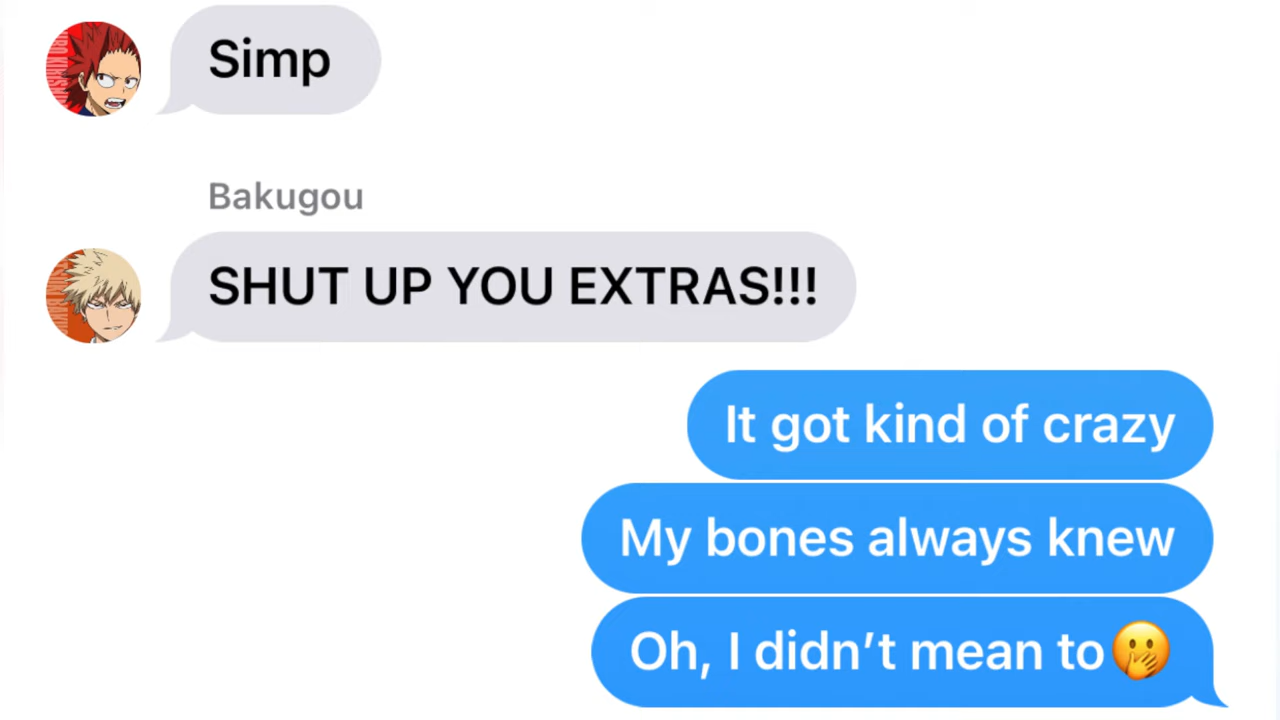 Simp
Bakugou
SHUT UP YOU EXTRAS!!!
It got kind of crazy
My bones always knew
Oh, I didn't mean to🫢